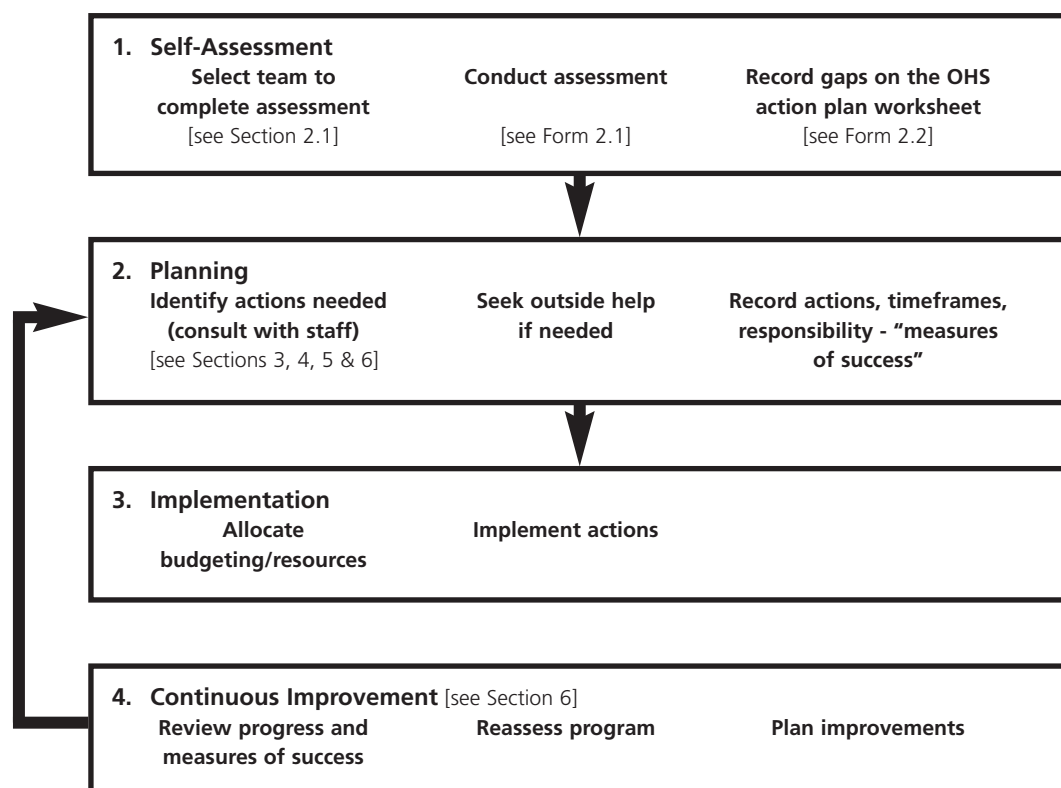 1. Self-Assessment
Select team to
complete assessment
[see Section 2.1]
Conduct assessment
[see Form 2.1]
Record gaps on the OHS
action plan worksheet
[see Form 2.2]
2. Planning
Identify actions needed
(consult with staff)
[see Sections 3, 4, 5 & 6]
Seek outside help
if needed
Record actions, timeframes,
responsibility - “measures
of success”
3. Implementation
Allocate
budgeting/resources
Implement actions
4. Continuous Improvement [see Section 6]
Review progress and
measures of success
Reassess program
Plan improvements